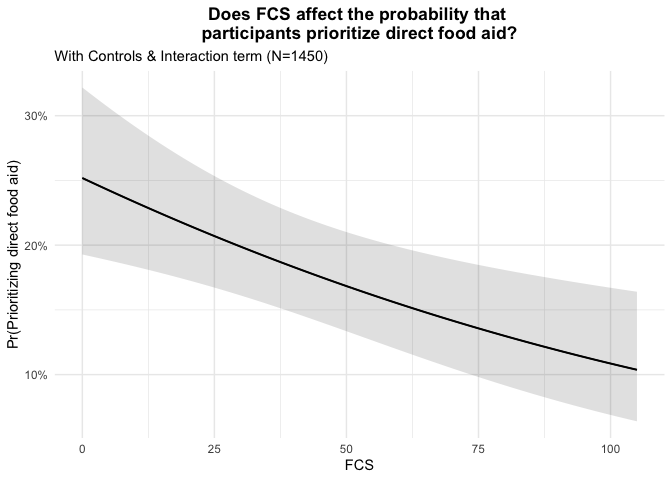 Does FCS affect the probability that
participants prioritize direct food aid?
With Controls & Interaction term (N=1450)
30%
20%
10%
Pr(Prioritizing direct food aid)
0
25
50
75
100
FCS